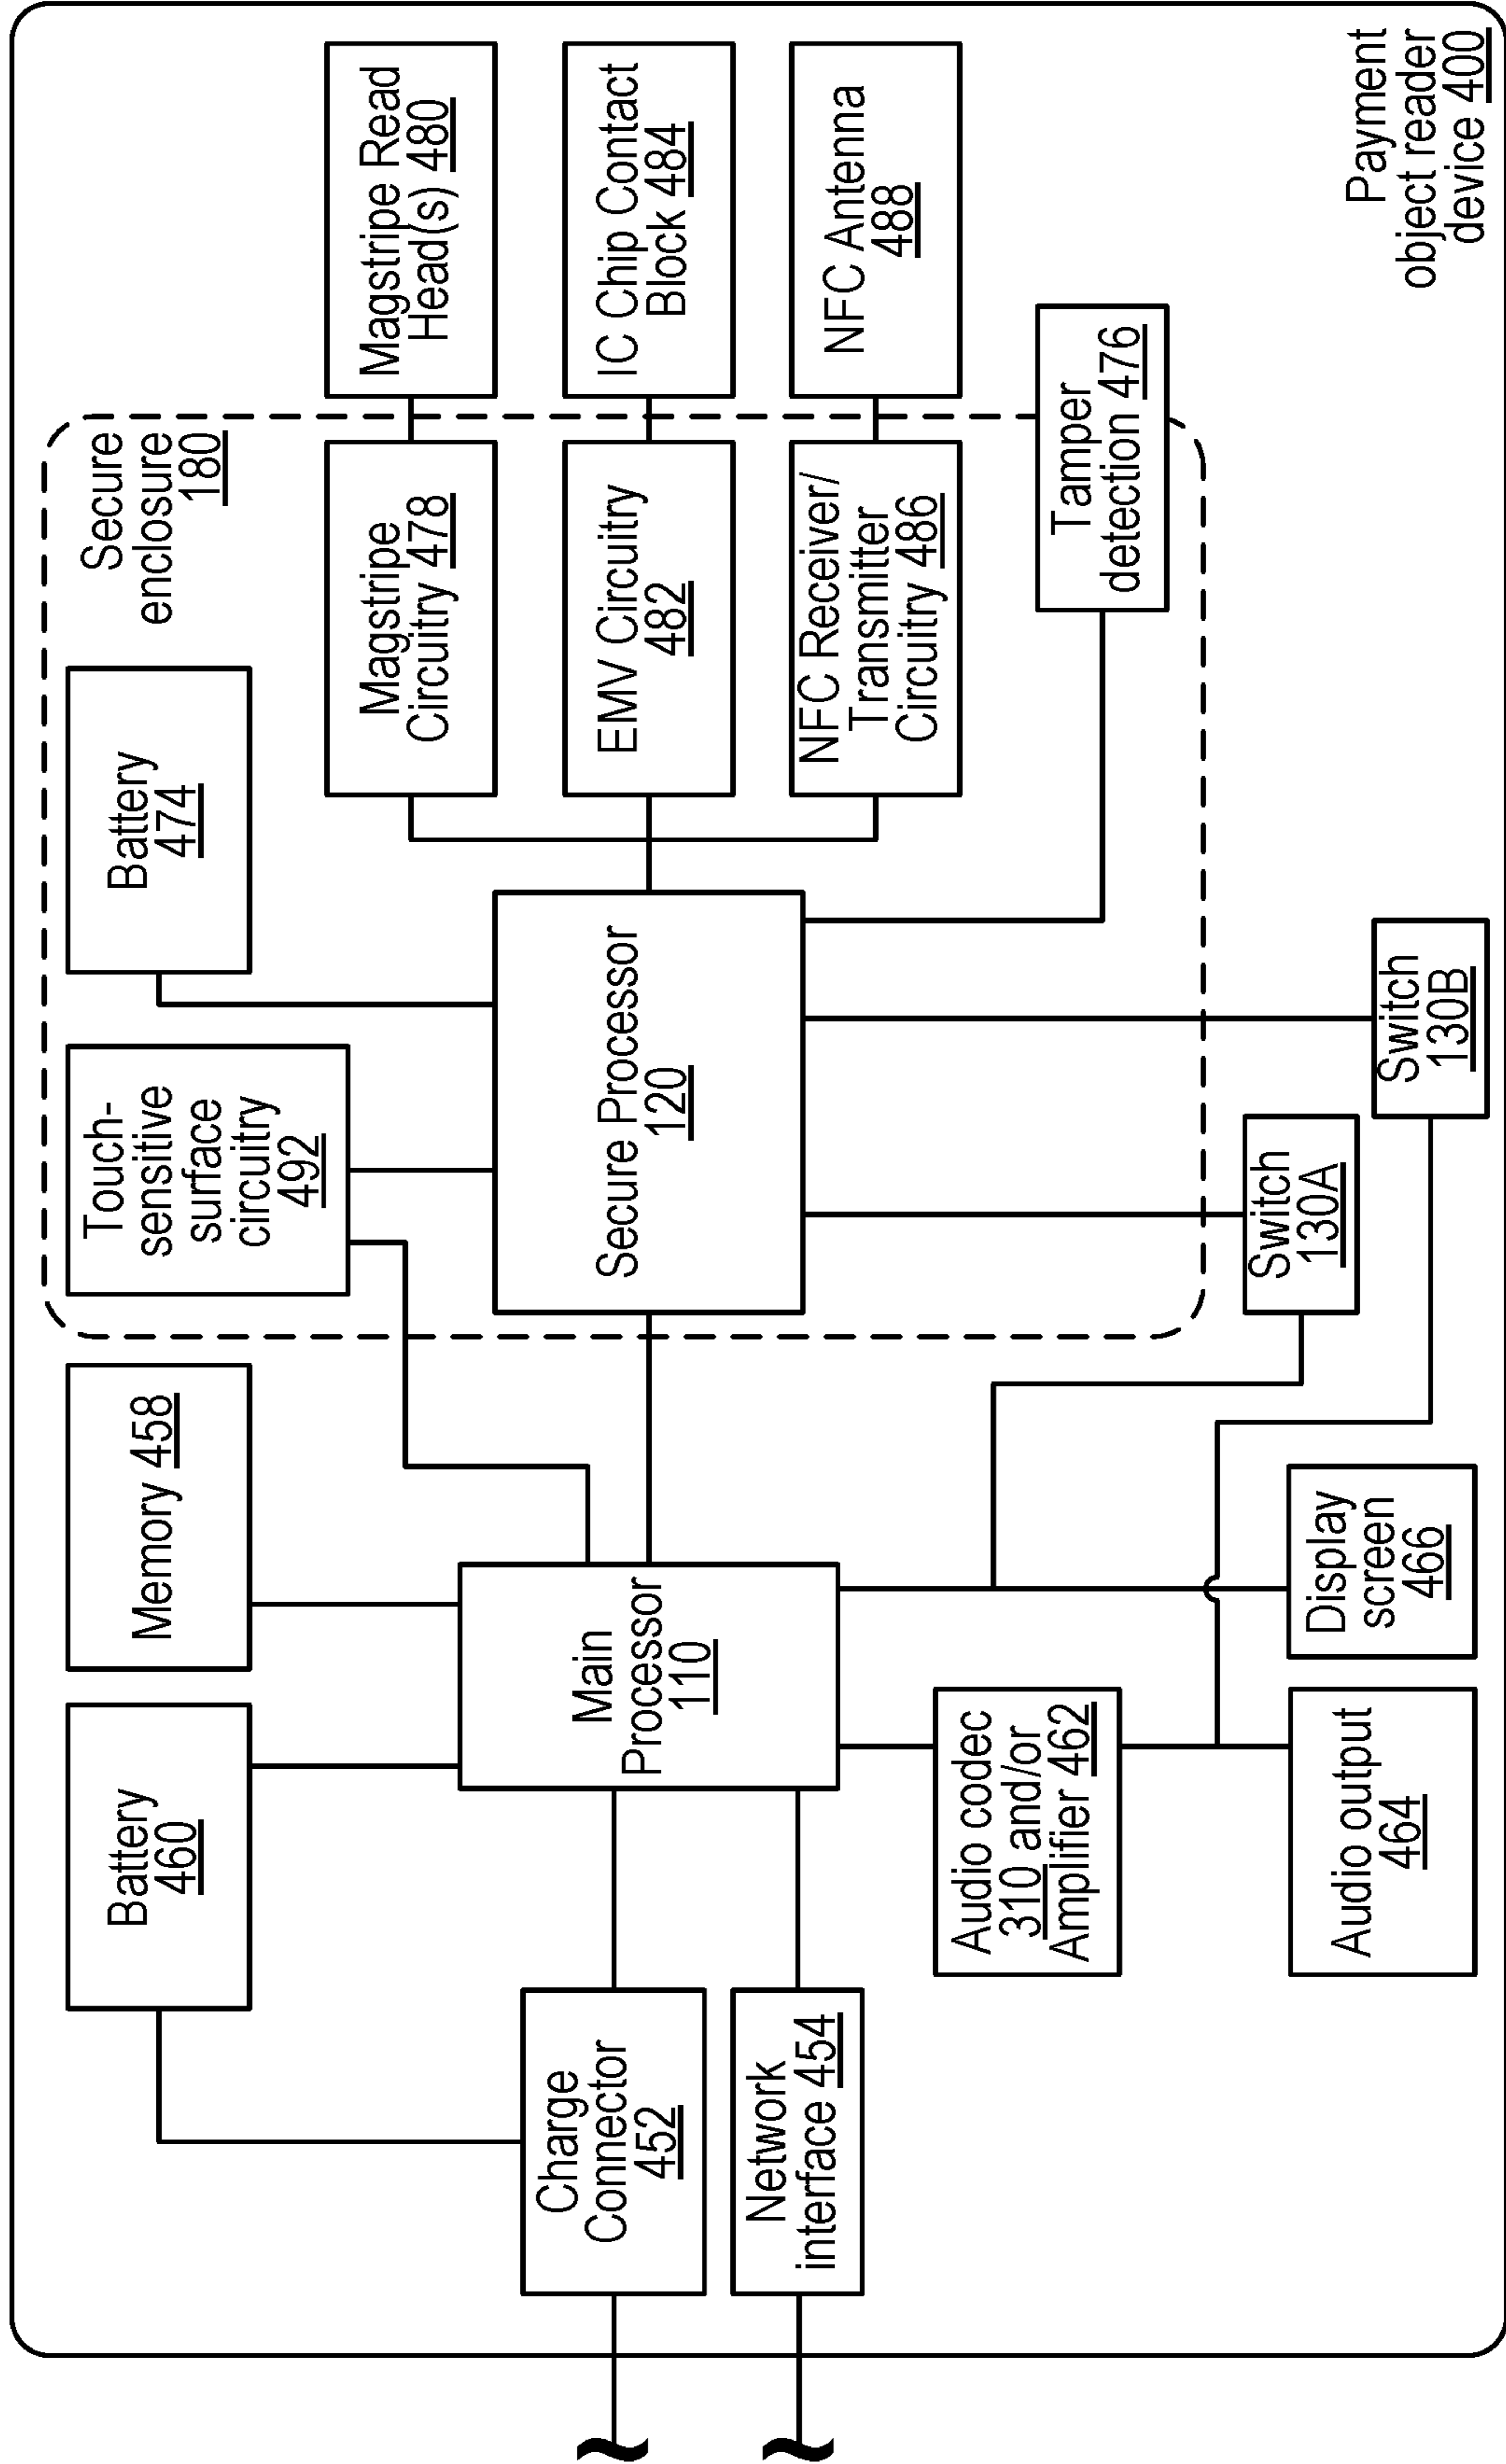 Battery
460
Memory 458
Touch-
sensitive
surface
circuitry
492
Battery
474
Secure
enclosure
180
Charge
Connector
452
Network
interface 454
Main
Processor
110
Secure Processor
120
Magstripe
Circuitry 478
Magstripe Read
Head(s) 480
EMV Circuitry
482
IC Chip Contact
Block 484
NFC Receiver/
Transmitter
Circuitry 486
NFC Antenna
488
Tamper
detection 476
Audio codec
310 and/or
Amplifier 462
Audio output
464
Display
screen
466
Switch
130A
Switch
130B
Payment
object reader
device 400